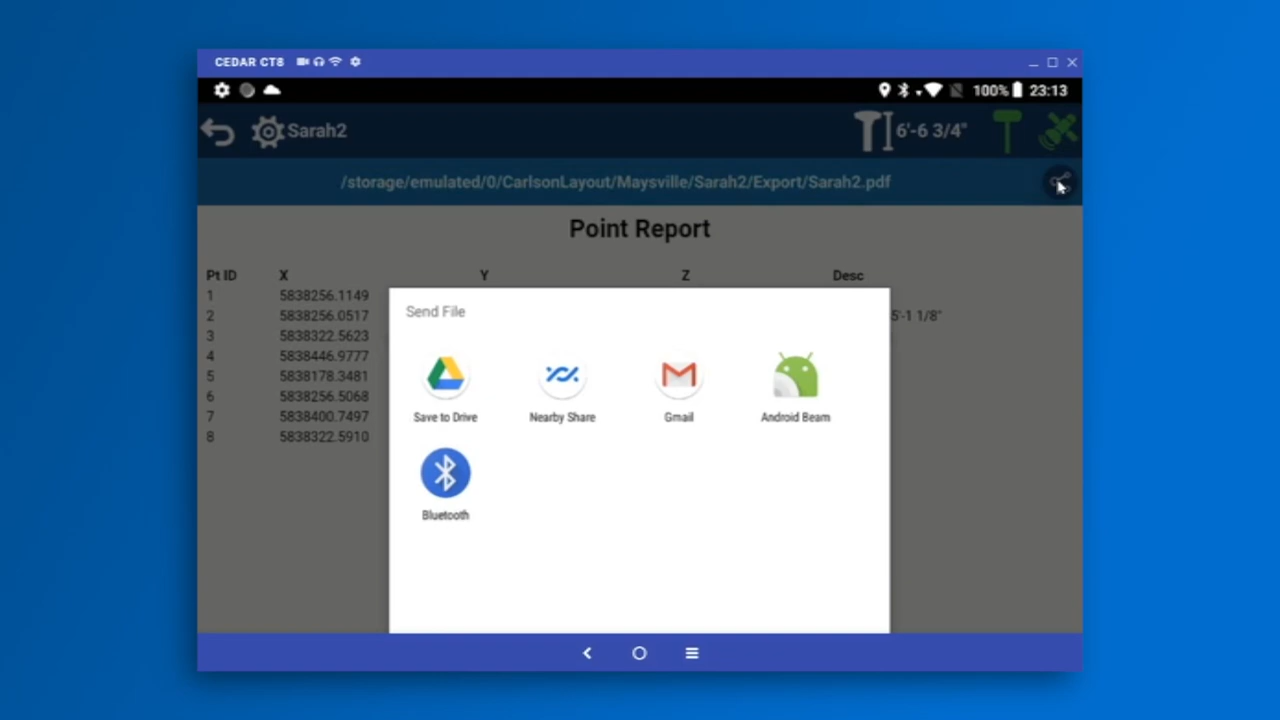 CEDAR CT8
100% 23:13
Sarah2 6'-6 3/4"
/storage/emulated/0/CarlsonLayout/Maysville/Sarah2/Export/Sarah2.pdf
Point Report
Pt ID X Y Z Desc
1 5838256.1149
2 5838256.0517 5'-1 1/8"
3 5838322.5623
4 5838446.9777
5 5838178.3481
6 5838256.5068
7 5838400.7497
8 5838322.5910
Send File
Save to Drive Nearby Share Gmail Android Beam
Bluetooth